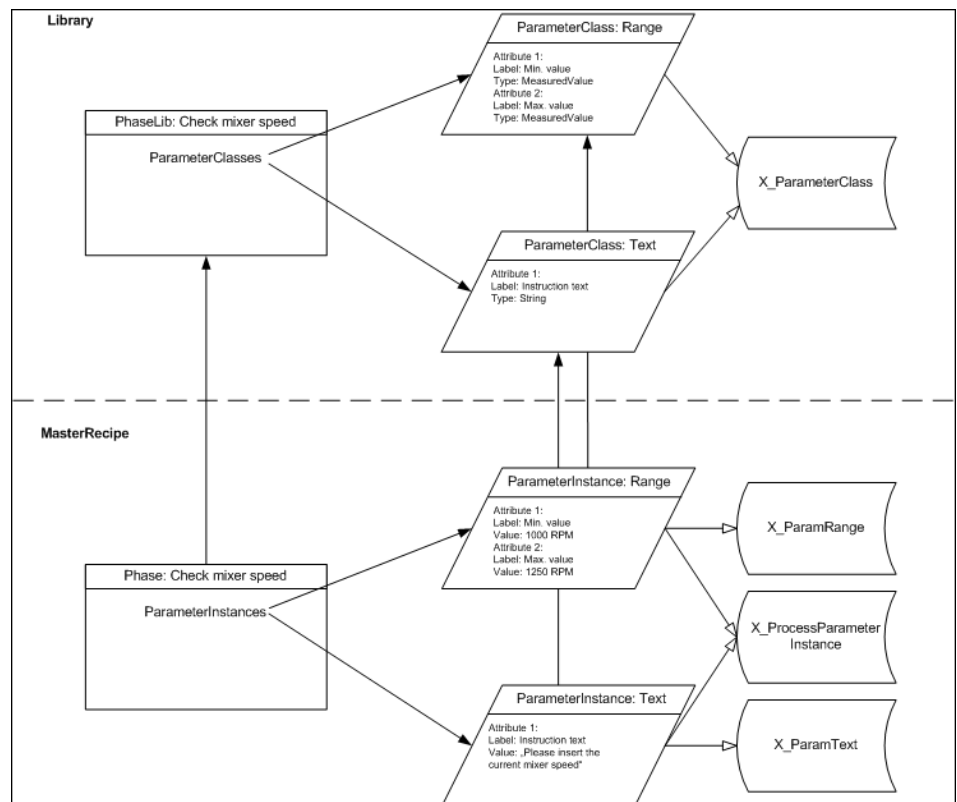 Library
ParameterClass: Range
Attribute 1:
Label: Min. value
Type: MeasuredValue
Attribute 2:
Label: Max. value
Type: MeasuredValue
PhaseLib: Check mixer speed
ParameterClasses
X_ParameterClass
ParameterClass: Text
Attribute 1:
Label: Instruction text
Type: String
MasterRecipe
ParameterInstance: Range
Attribute 1:
Label: Min. value
Value: 1000 RPM
Attribute 2:
Label: Max. value
Value: 1250 RPM
X_ParamRange
Phase: Check mixer speed
ParameterInstances
X_ProcessParameter
Instance
ParameterInstance: Text
Attribute 1:
Label: Instruction text
Value: „Please insert the
current mixer speed“
X_ParamText